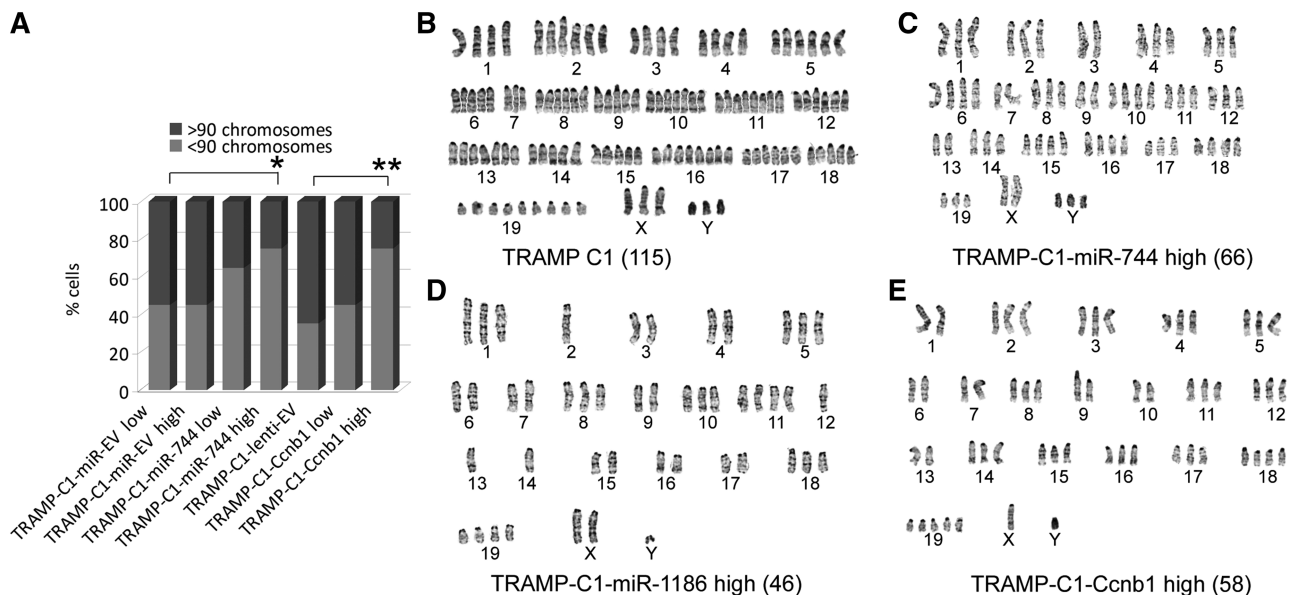 A
>90 chromosomes
<90 chromosomes
*
**
100
80
60
40
20
0
% cells
TRAMP-C1-miR-EV low
TRAMP-C1-miR-EV high
TRAMP-C1-miR-744 low
TRAMP-C1-miR-744 high
TRAMP-C1-lenti-EV
TRAMP-C1-Ccnb1 low
TRAMP-C1-Ccnb1 high
B
1 2 3 4 5
6 7 8 9 10 11 12
13 14 15 16 17 18
19 X Y
TRAMP C1 (115)
C
1 2 3 4 5
6 7 8 9 10 11 12
13 14 15 16 17 18
19 X Y
TRAMP-C1-miR-744 high (66)
D
1 2 3 4 5
6 7 8 9 10 11 12
13 14 15 16 17 18
19 X Y
TRAMP-C1-miR-1186 high (46)
E
1 2 3 4 5
6 7 8 9 10 11 12
13 14 15 16 17 18
19 X Y
TRAMP-C1-Ccnb1 high (58)